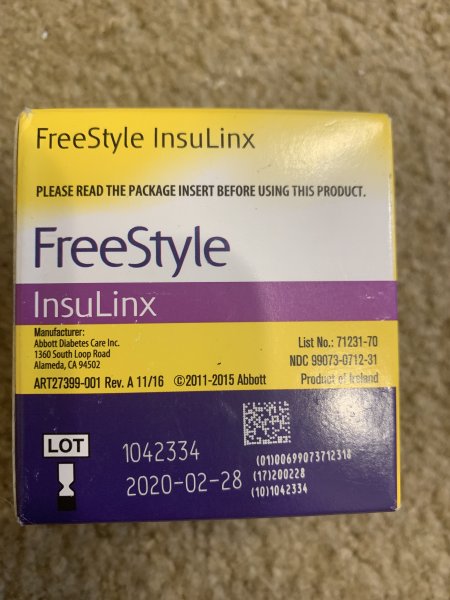 FreeStyle InsuLinx
PLEASE READ THE PACKAGE INSERT BEFORE USING THIS PRODUCT.
FreeStyle
InsuLinx
Manufacturer:
Abbott Diabetes Care Inc.
1360 South Loop Road
Alameda, CA 94502
ART27399-001 Rev. A 11/16 ©2011-2015 Abbott
List No.: 71231-70
NDC 99073-0712-31
Product of Ireland
LOT 1042334
2020-02-28
(01)00699073712318
(17)200228
(10)1042334